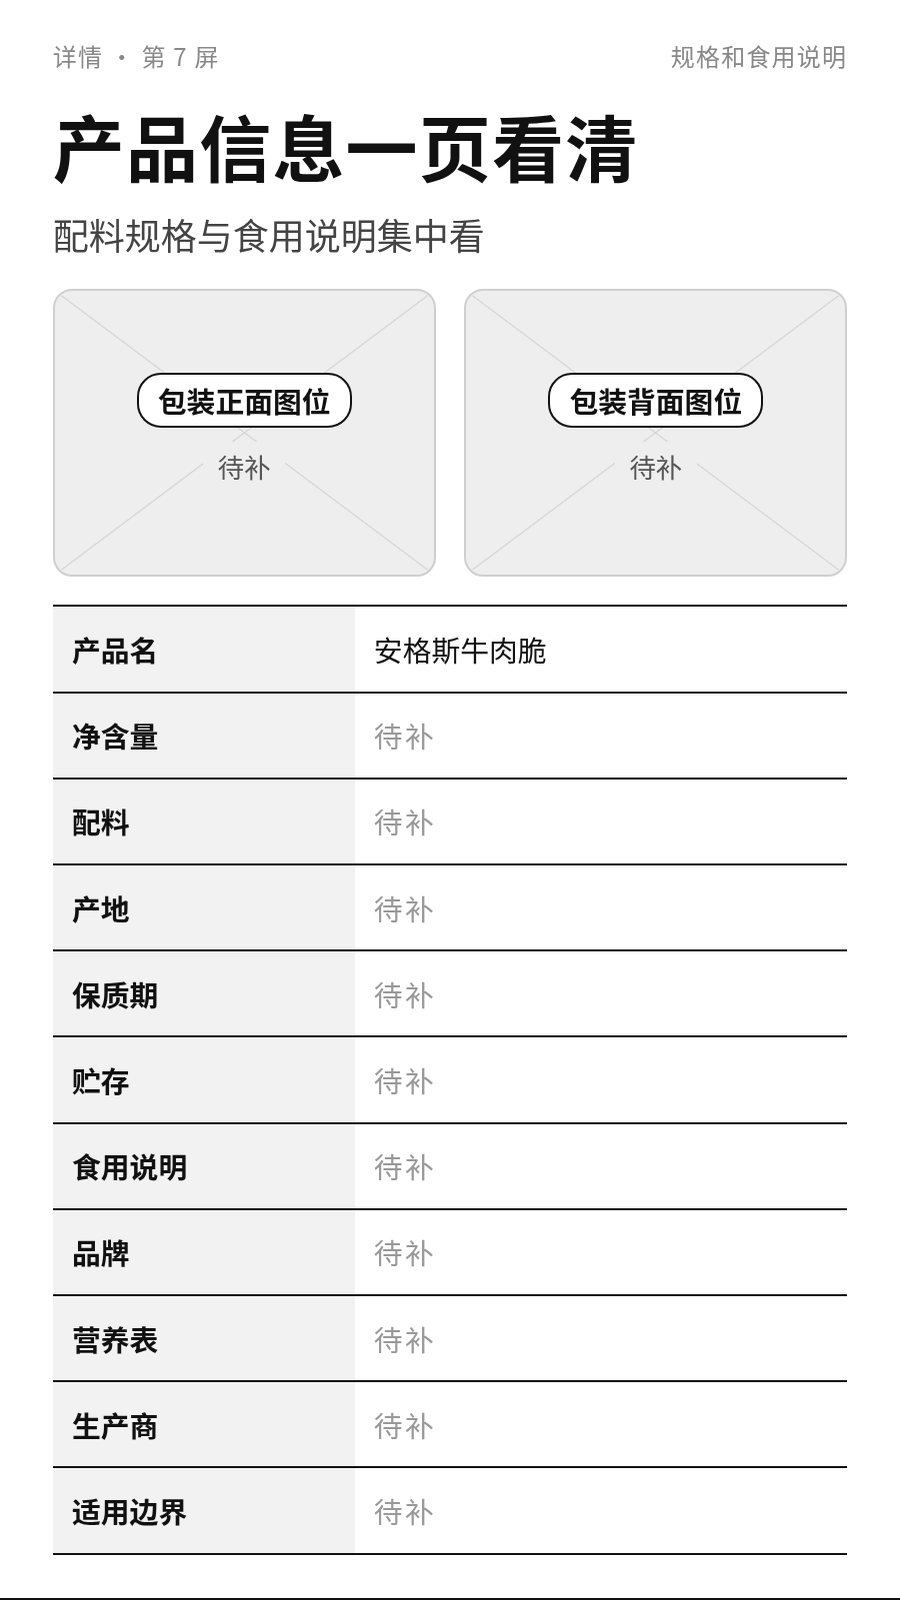 详情 · 第 7 屏
规格和食用说明
产品信息一页看清
配料规格与食用说明集中看
包装正面图位
待补
包装背面图位
待补
产品名 安格斯牛肉脆
净含量 待补
配料 待补
产地 待补
保质期 待补
贮存 待补
食用说明 待补
品牌 待补
营养表 待补
生产商 待补
适用边界 待补